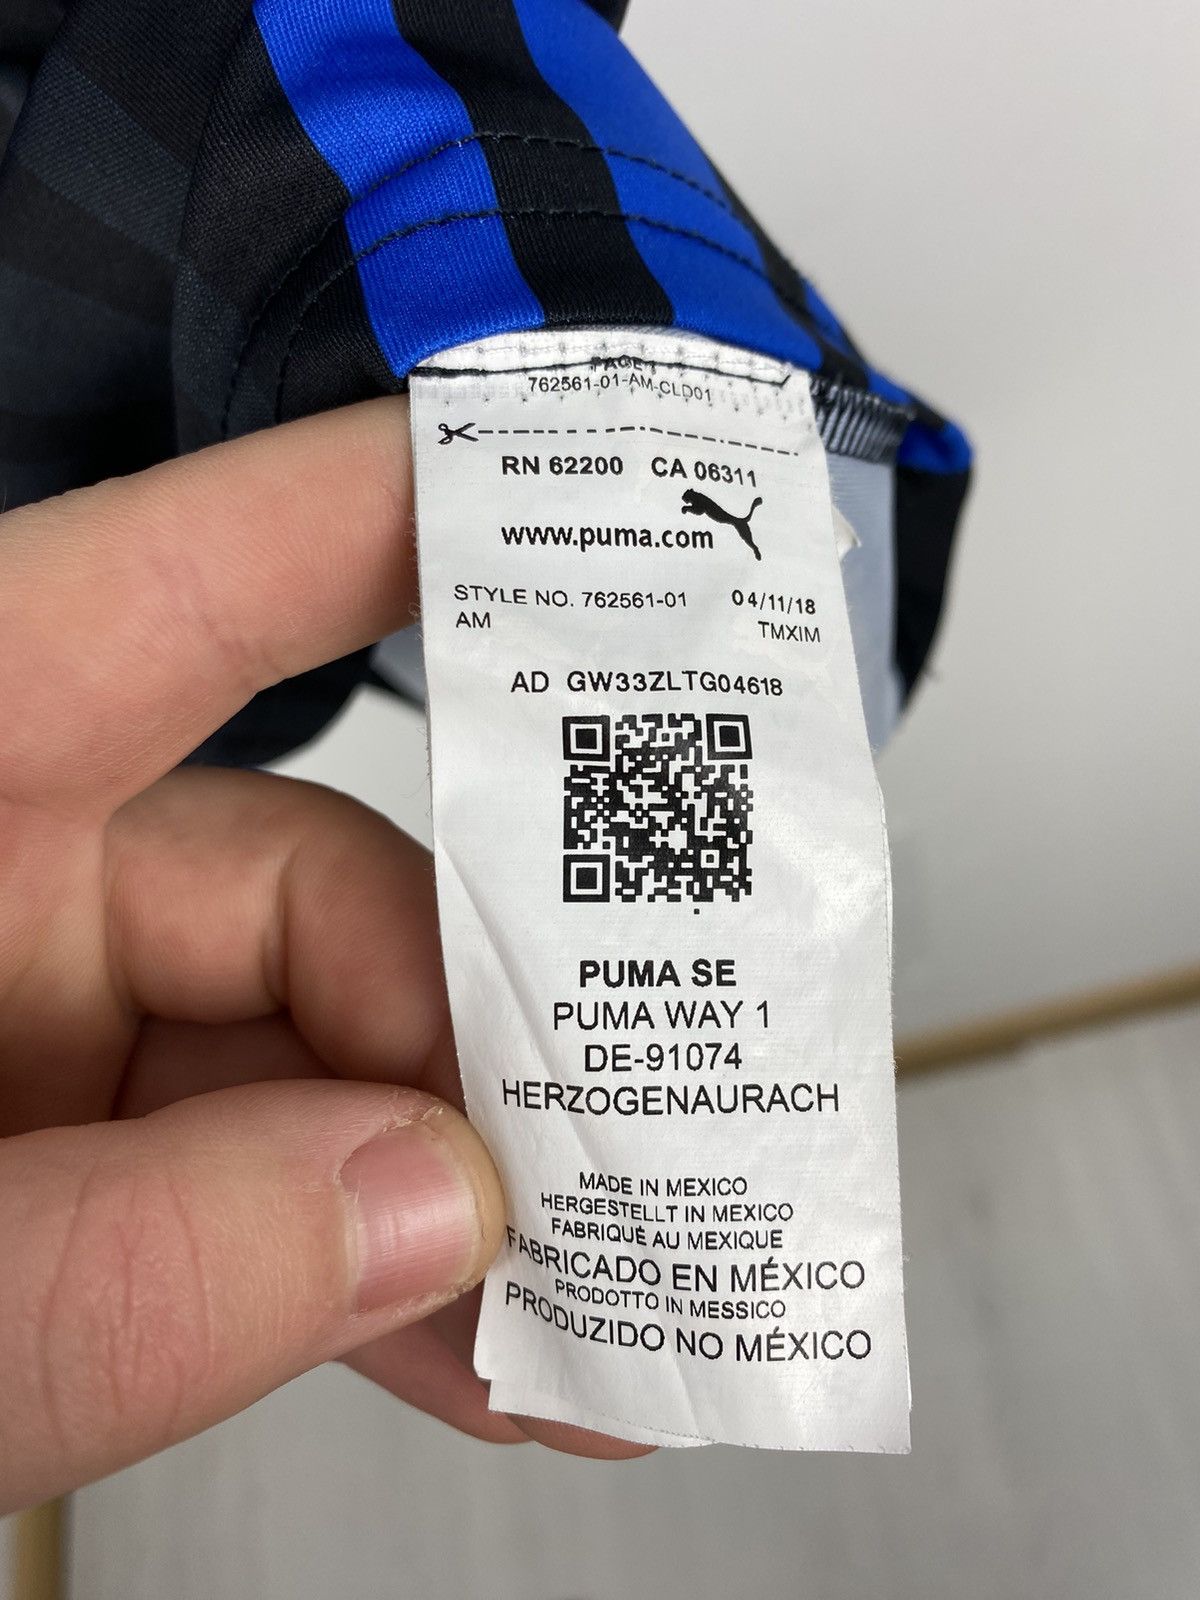 PAGE 1
762561-01-AM-CLD01
RN 62200 CA 06311
www.puma.com
STYLE NO. 762561-01 04/11/18
AM TMXIM
AD GW33ZLTG04618
PUMA SE
PUMA WAY 1
DE-91074
HERZOGENAURACH
MADE IN MEXICO
HERGESTELLT IN MEXICO
FABRIQUÉ AU MEXIQUE
FABRICADO EN MÉXICO
PRODOTTO IN MESSICO
PRODUZIDO NO MÉXICO